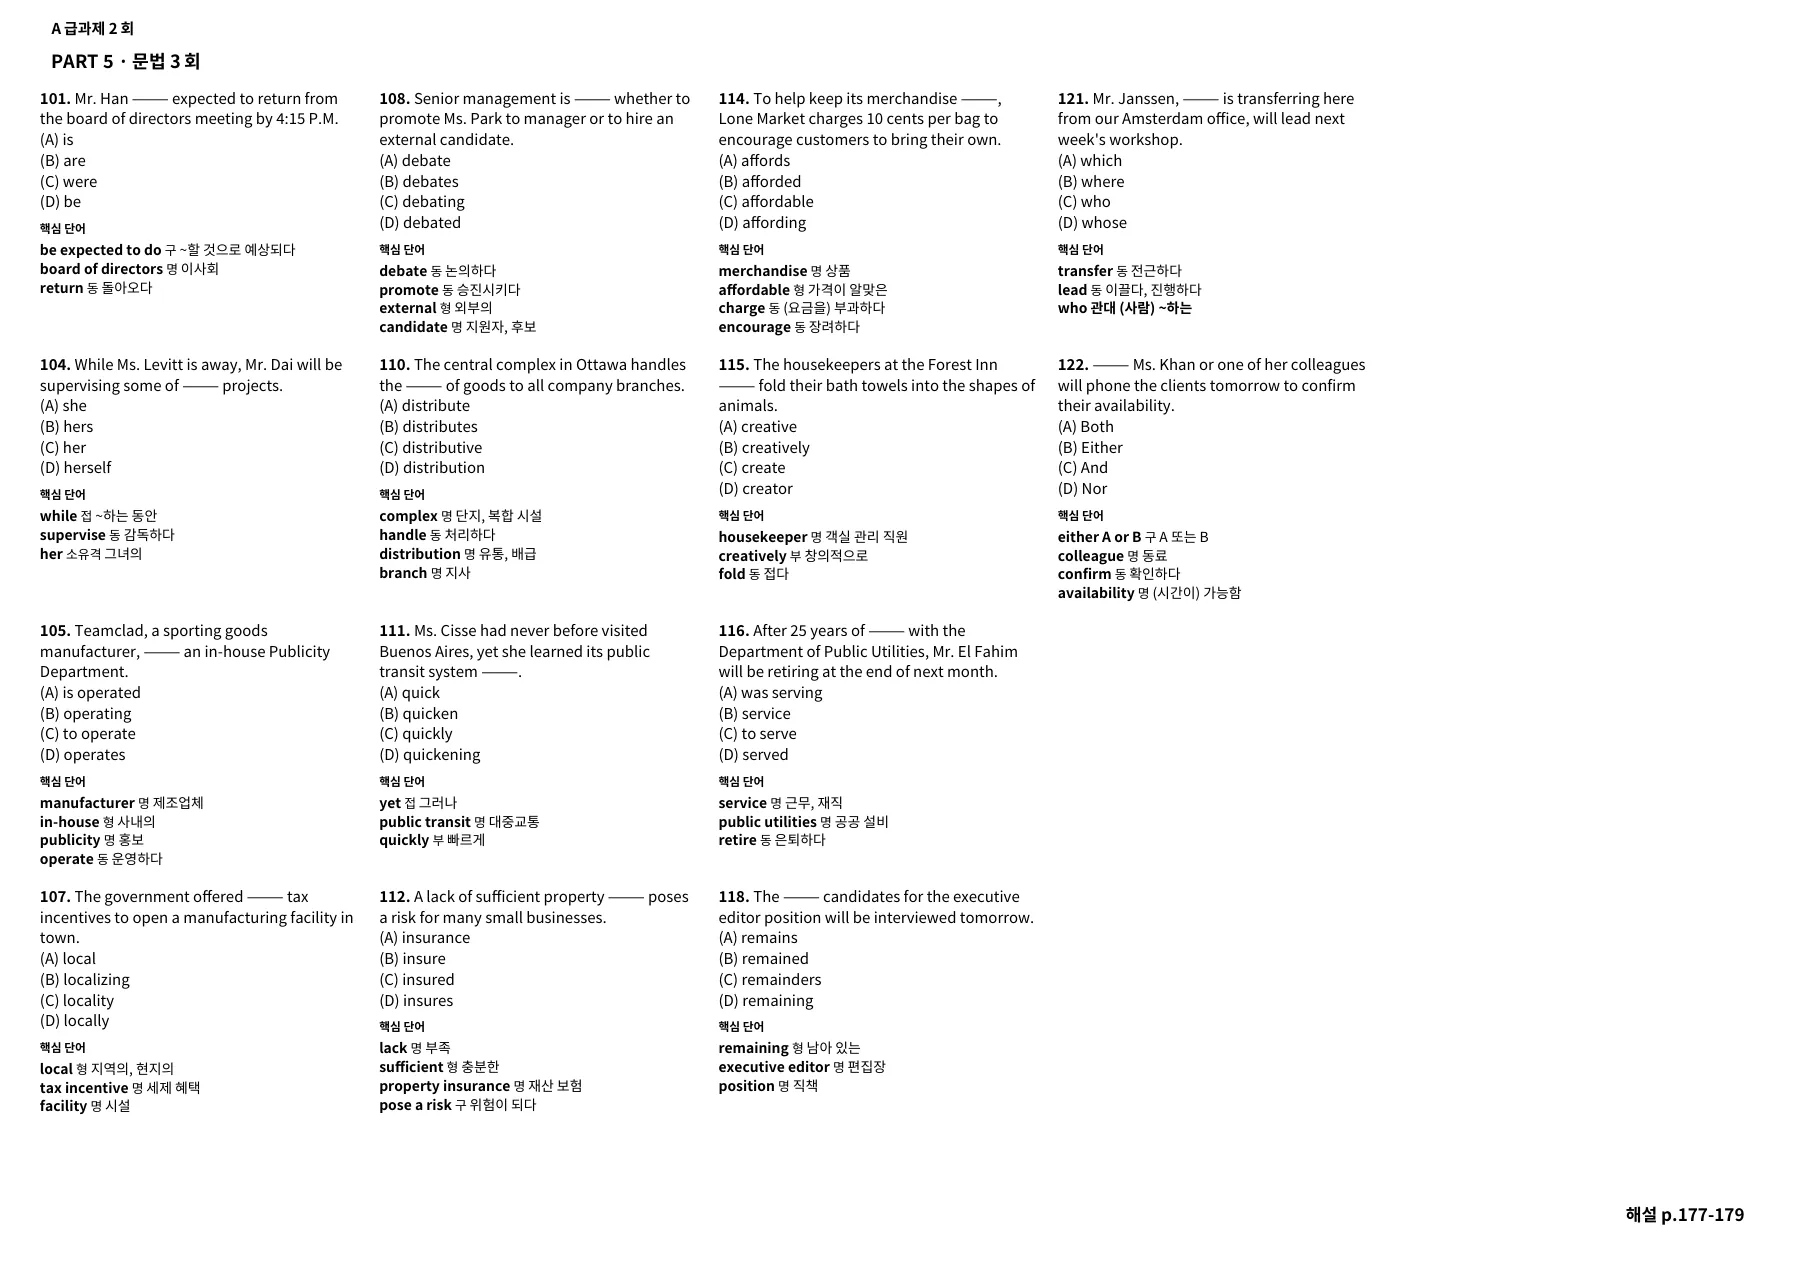 A 급과제 2 회
PART 5 · 문법 3 회
101. Mr. Han ——— expected to return from
the board of directors meeting by 4:15 P.M.
(A) is
(B) are
(C) were
(D) be
핵심 단어
be expected to do 구 ~할 것으로 예상되다
board of directors 명 이사회
return 동 돌아오다
104. While Ms. Levitt is away, Mr. Dai will be
supervising some of ——— projects.
(A) she
(B) hers
(C) her
(D) herself
핵심 단어
while 접 ~하는 동안
supervise 동 감독하다
her 소유격 그녀의
105. Teamclad, a sporting goods
manufacturer, ——— an in-house Publicity
Department.
(A) is operated
(B) operating
(C) to operate
(D) operates
핵심 단어
manufacturer 명 제조업체
in-house 형 사내의
publicity 명 홍보
operate 동 운영하다
107. The government offered ——— tax
incentives to open a manufacturing facility in
town.
(A) local
(B) localizing
(C) locality
(D) locally
핵심 단어
local 형 지역의, 현지의
tax incentive 명 세제 혜택
facility 명 시설
108. Senior management is ——— whether to
promote Ms. Park to manager or to hire an
external candidate.
(A) debate
(B) debates
(C) debating
(D) debated
핵심 단어
debate 동 논의하다
promote 동 승진시키다
external 형 외부의
candidate 명 지원자, 후보
110. The central complex in Ottawa handles
the ——— of goods to all company branches.
(A) distribute
(B) distributes
(C) distributive
(D) distribution
핵심 단어
complex 명 단지, 복합 시설
handle 동 처리하다
distribution 명 유통, 배급
branch 명 지사
111. Ms. Cisse had never before visited
Buenos Aires, yet she learned its public
transit system ———.
(A) quick
(B) quicken
(C) quickly
(D) quickening
핵심 단어
yet 접 그러나
public transit 명 대중교통
quickly 부 빠르게
112. A lack of sufficient property ——— poses
a risk for many small businesses.
(A) insurance
(B) insure
(C) insured
(D) insures
핵심 단어
lack 명 부족
sufficient 형 충분한
property insurance 명 재산 보험
pose a risk 구 위험이 되다
114. To help keep its merchandise ———,
Lone Market charges 10 cents per bag to
encourage customers to bring their own.
(A) affords
(B) afforded
(C) affordable
(D) affording
핵심 단어
merchandise 명 상품
affordable 형 가격이 알맞은
charge 동 (요금을) 부과하다
encourage 동 장려하다
115. The housekeepers at the Forest Inn
——— fold their bath towels into the shapes of
animals.
(A) creative
(B) creatively
(C) create
(D) creator
핵심 단어
housekeeper 명 객실 관리 직원
creatively 부 창의적으로
fold 동 접다
116. After 25 years of ——— with the
Department of Public Utilities, Mr. El Fahim
will be retiring at the end of next month.
(A) was serving
(B) service
(C) to serve
(D) served
핵심 단어
service 명 근무, 재직
public utilities 명 공공 설비
retire 동 은퇴하다
118. The ——— candidates for the executive
editor position will be interviewed tomorrow.
(A) remains
(B) remained
(C) remainders
(D) remaining
핵심 단어
remaining 형 남아 있는
executive editor 명 편집장
position 명 직책
121. Mr. Janssen, ——— is transferring here
from our Amsterdam office, will lead next
week's workshop.
(A) which
(B) where
(C) who
(D) whose
핵심 단어
transfer 동 전근하다
lead 동 이끌다, 진행하다
who 관대 (사람) ~하는
122. ——— Ms. Khan or one of her colleagues
will phone the clients tomorrow to confirm
their availability.
(A) Both
(B) Either
(C) And
(D) Nor
핵심 단어
either A or B 구 A 또는 B
colleague 명 동료
confirm 동 확인하다
availability 명 (시간이) 가능함
해설 p.177-179